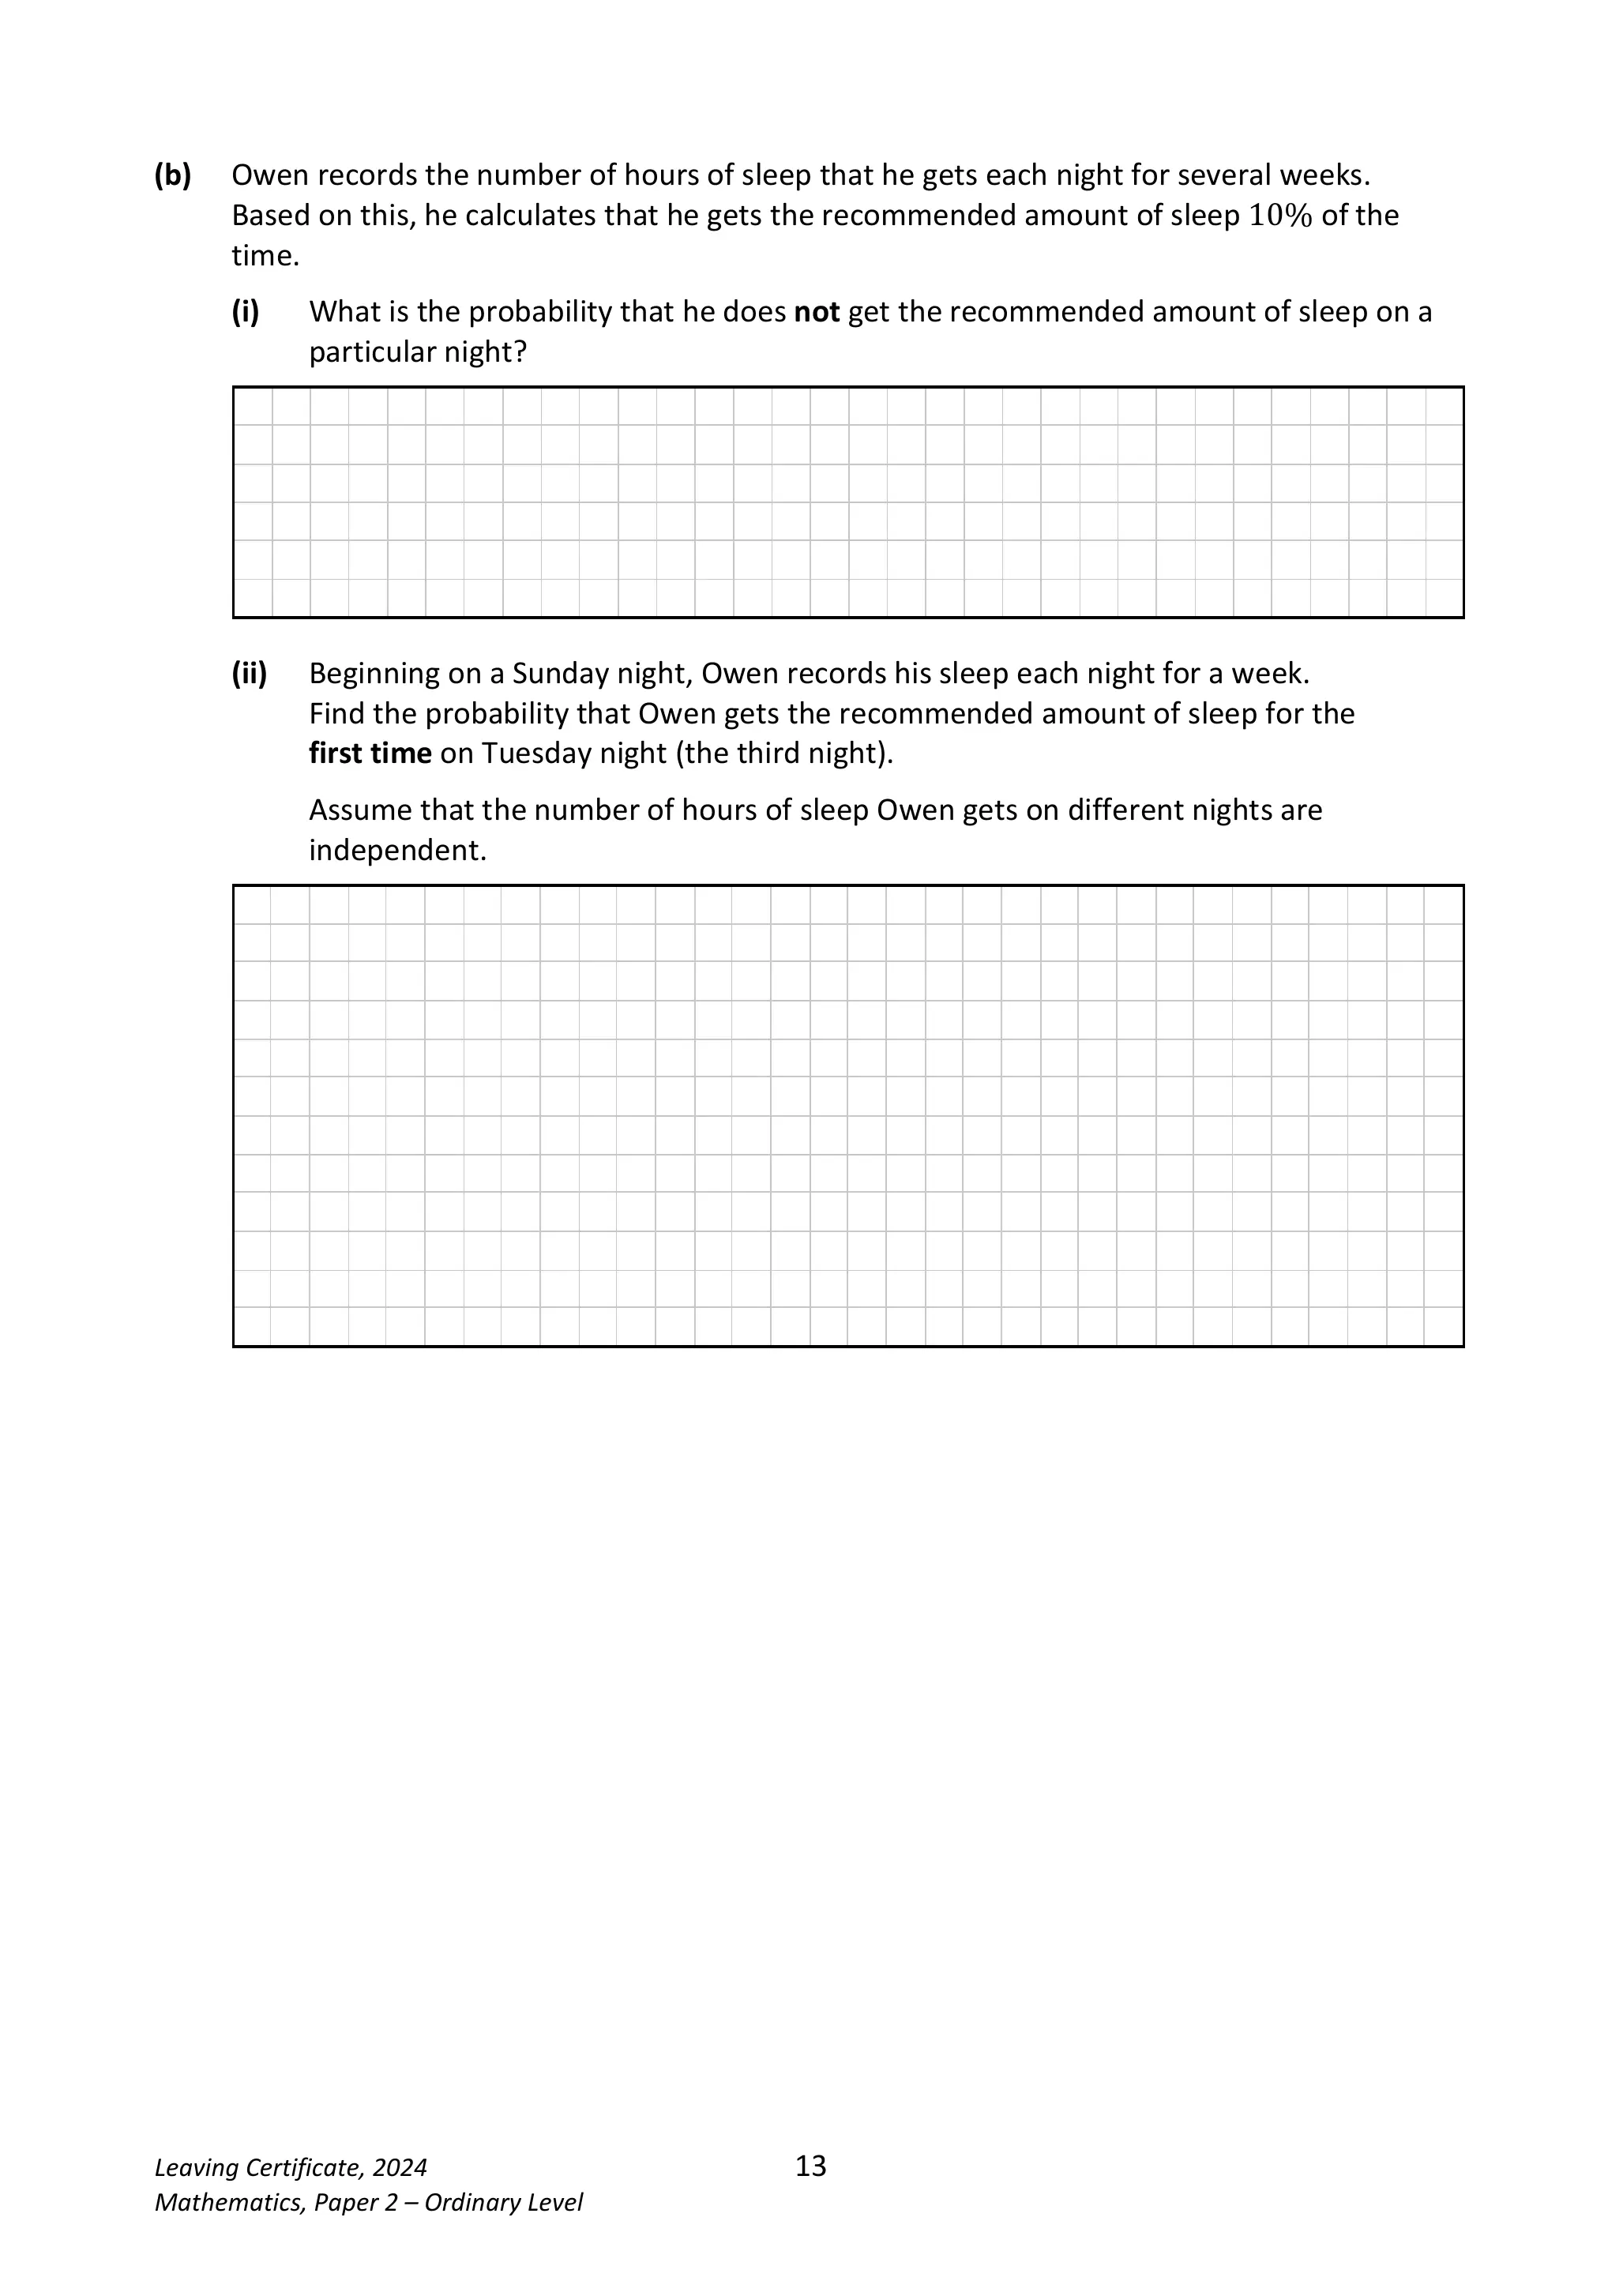 (b) Owen records the number of hours of sleep that he gets each night for several weeks.
Based on this, he calculates that he gets the recommended amount of sleep 10% of the
time.
(i) What is the probability that he does not get the recommended amount of sleep on a
particular night?
(ii) Beginning on a Sunday night, Owen records his sleep each night for a week.
Find the probability that Owen gets the recommended amount of sleep for the
first time on Tuesday night (the third night).
Assume that the number of hours of sleep Owen gets on different nights are
independent.
Leaving Certificate, 2024 13
Mathematics, Paper 2 – Ordinary Level